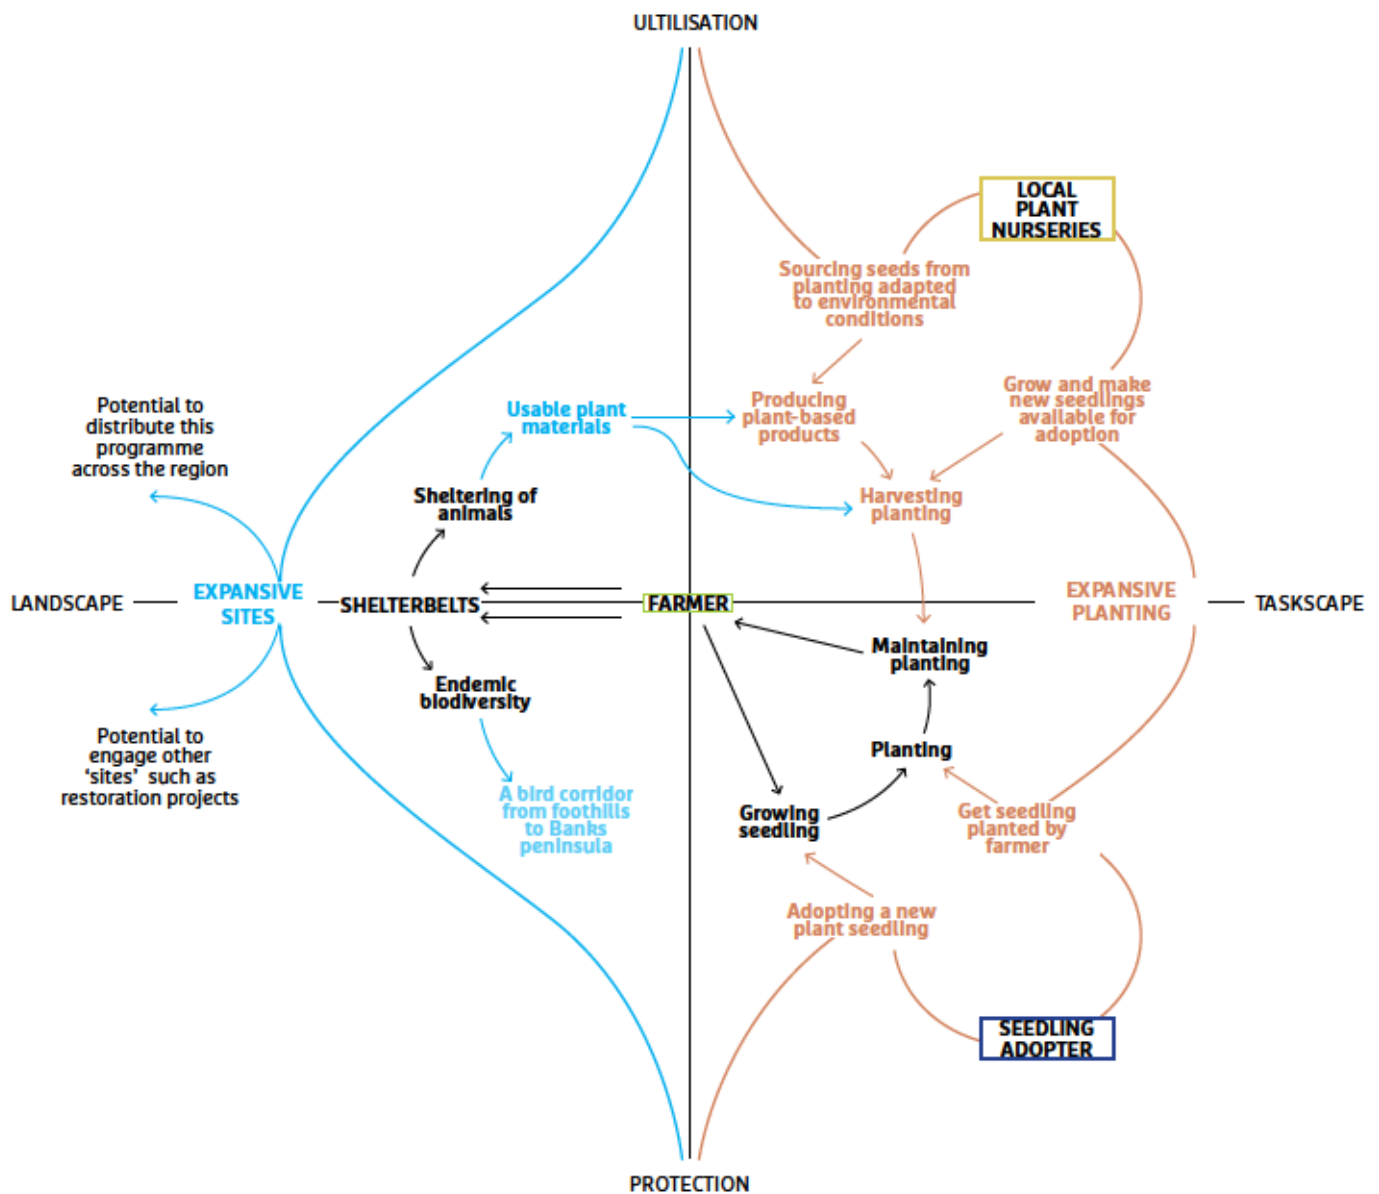 ULTILISATION
LOCAL
PLANT
NURSERIES
Sourcing seeds from
planting adapted
to environmental
conditions
Grow and make
new seedlings
available for
adoption
Producing
plant-based
products
Usable plant
materials
Potential to
distribute this
programme
across the region
Sheltering of
animals
Harvesting
planting
LANDSCAPE
EXPANSIVE
SITES
SHELTERBELTS
FARMER
EXPANSIVE
PLANTING
TASKSCAPE
Maintaining
planting
Endemic
biodiversity
Planting
Potential to
engage other
‘sites’ such as
restoration projects
A bird corridor
from foothills
to Banks
peninsula
Growing
seedling
Get seedling
planted by
farmer
Adopting a new
plant seedling
SEEDLING
ADOPTER
PROTECTION